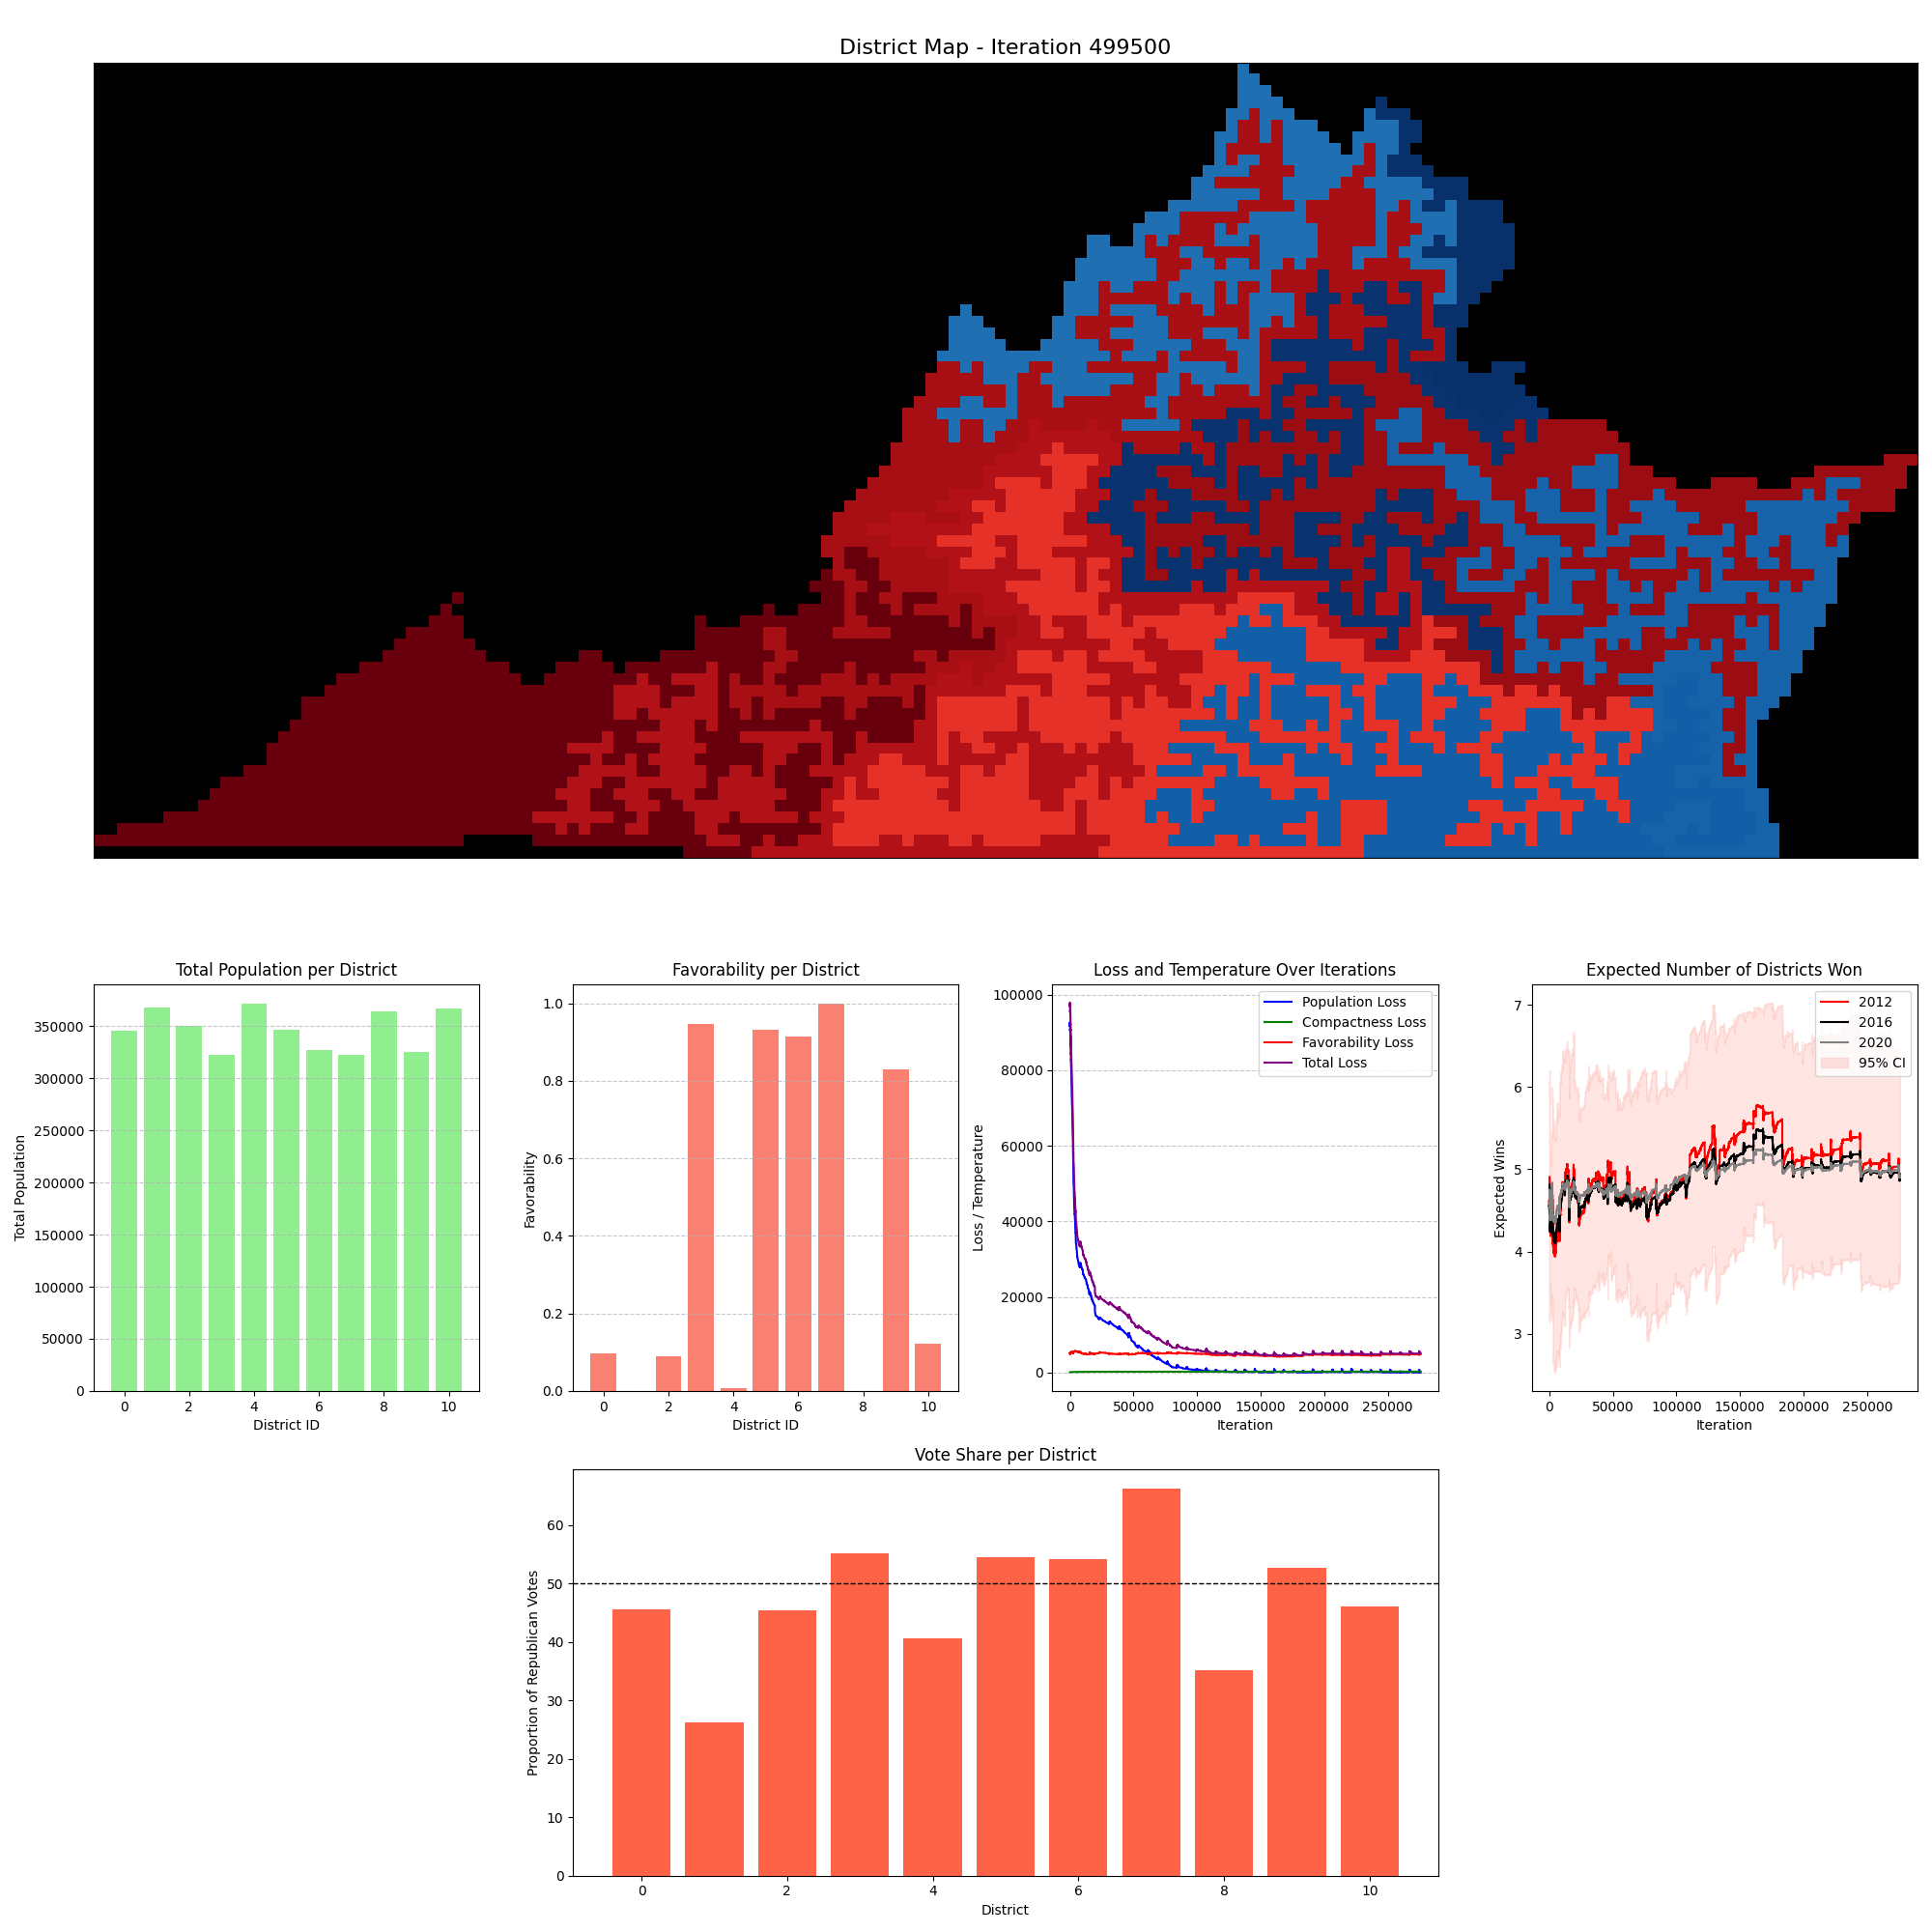 District Map - Iteration 499500
Total Population per District
Total Population
350000
300000
250000
200000
150000
100000
50000
0
0 2 4 6 8 10
District ID
Favorability per District
Favorability
1.0
0.8
0.6
0.4
0.2
0.0
0 2 4 6 8 10
District ID
Loss and Temperature Over Iterations
Loss / Temperature
100000
80000
60000
40000
20000
0
Population Loss
Compactness Loss
Favorability Loss
Total Loss
0 50000 100000 150000 200000 250000
Iteration
Expected Number of Districts Won
Expected Wins
7
6
5
4
3
2012
2016
2020
95% CI
0 50000 100000 150000 200000 250000
Iteration
Vote Share per District
Proportion of Republican Votes
60
50
40
30
20
10
0
0 2 4 6 8 10
District